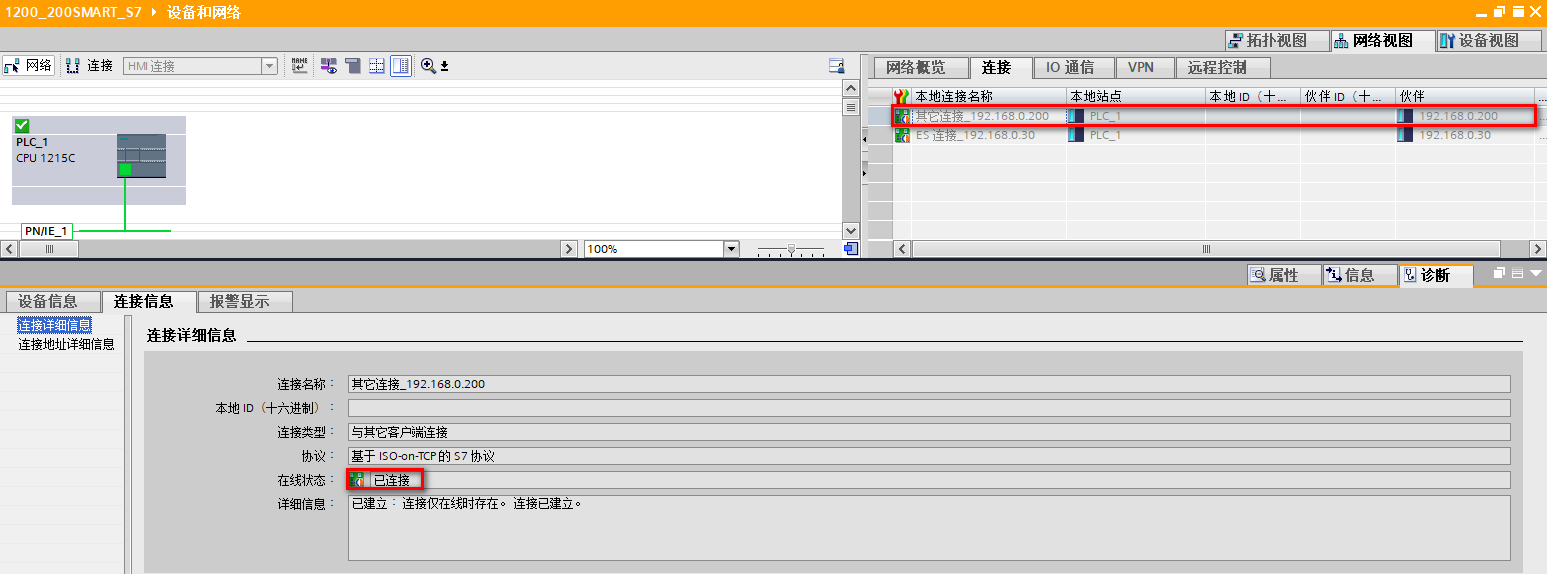 1200_200SMART_S7 ▸ 设备和网络
拓扑视图 网络视图 设备视图
网络 连接 HMI 连接
网络概览 连接 IO 通信 VPN 远程控制
本地连接名称 本地站点 本地 ID（十... 伙伴 ID（十... 伙伴 ...
其它连接_192.168.0.200 PLC_1 192.168.0.200 ...
ES 连接_192.168.0.30 PLC_1 192.168.0.30 ...
PLC_1
CPU 1215C
PN/IE_1
100%
属性 信息 诊断
设备信息 连接信息 报警显示
连接详细信息
连接地址详细信息
连接详细信息
连接名称： 其它连接_192.168.0.200
本地 ID（十六进制）：
连接类型： 与其它客户端连接
协议： 基于 ISO-on-TCP 的 S7 协议
在线状态： 已连接
详细信息： 已建立：连接仅在线时存在。 连接已建立。